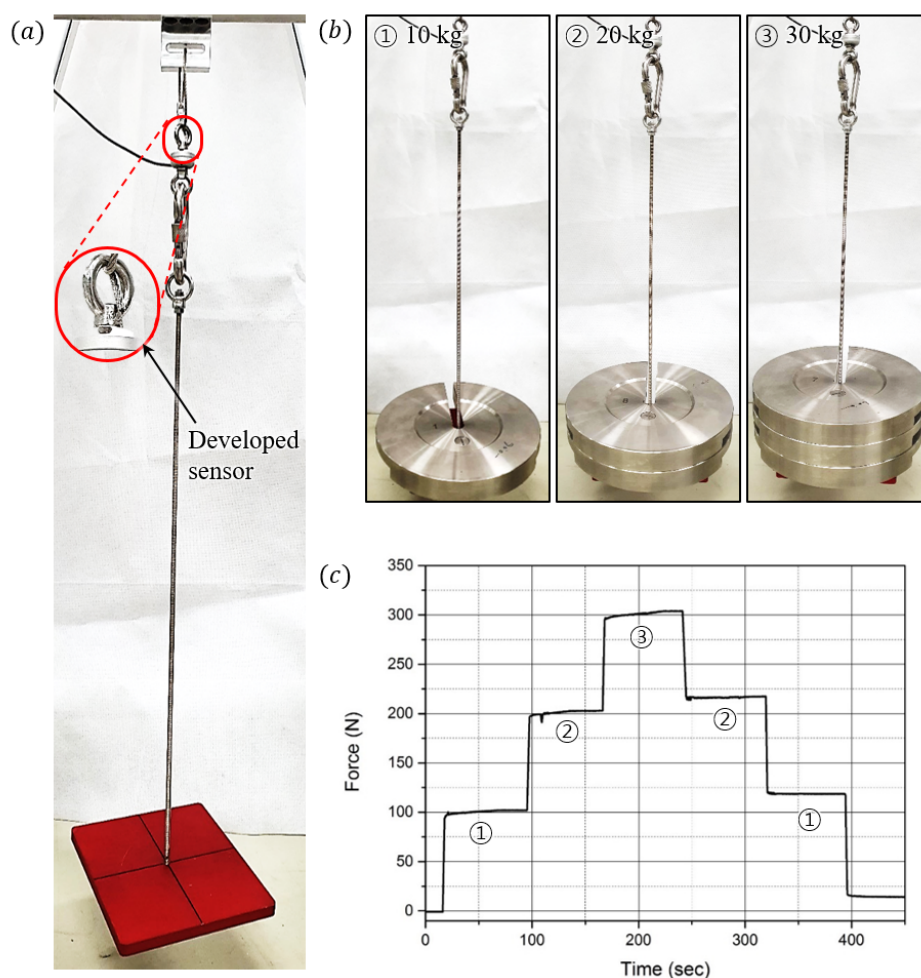 (a)
Developed
sensor
(b)
① 10 kg
② 20 kg
③ 30 kg
(c)
350
300
250
200
150
100
50
0
Force (N)
①
②
③
②
①
0
100
200
300
400
Time (sec)